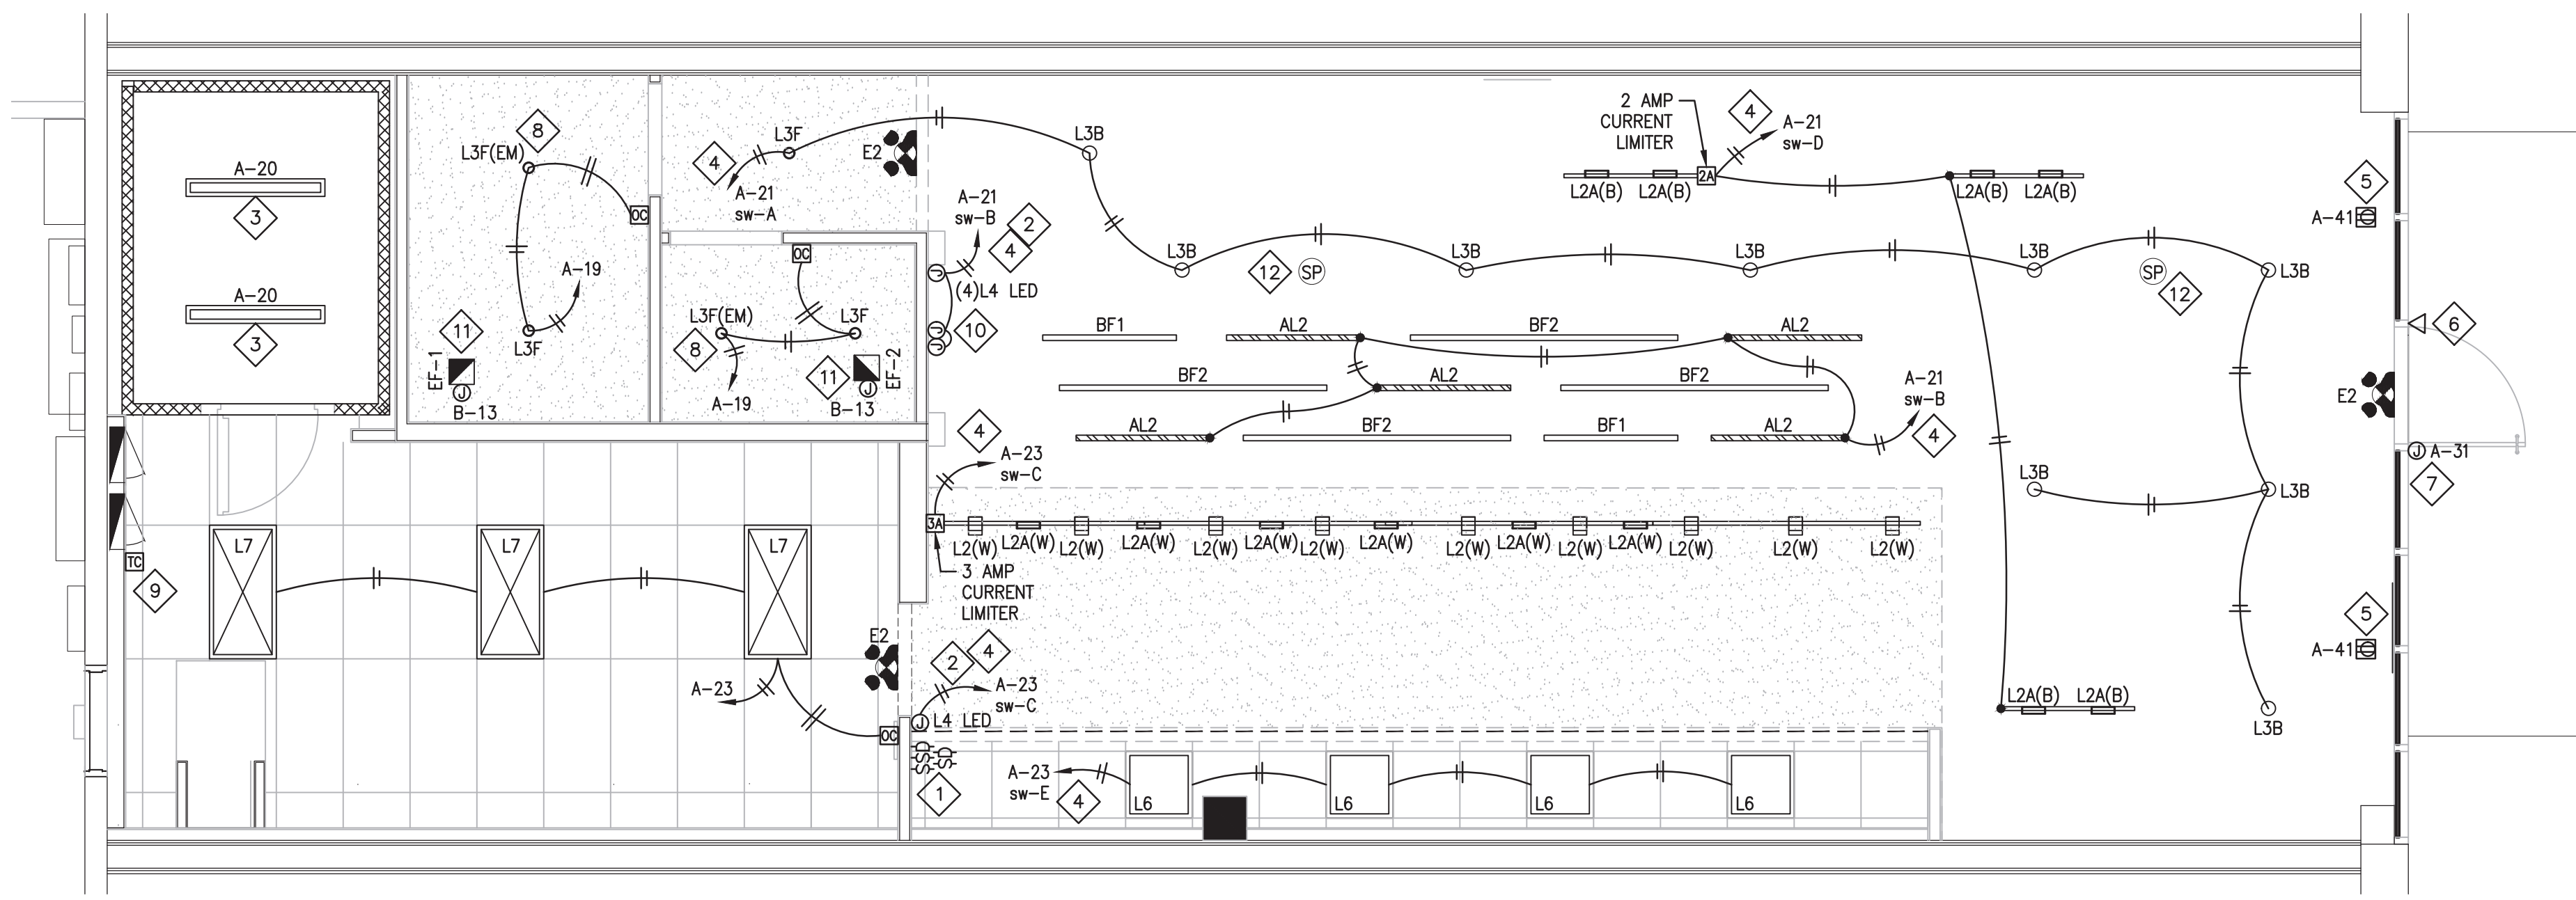 A-20
3
A-20
3
8
L3F(EM)
OC
A-19
L3F
11
EF-1
J
B-13
4
L3F
A-21
sw-A
E2
OC
L3F(EM)
L3F
8
11
A-19
EF-2
J
B-13
L3B
A-21
sw-B
2
4
J
(4)L4 LED
J
J
10
L3B
12
SP
L3B
L3B
L3B
SP
12
L3B
2 AMP
CURRENT
LIMITER
4
A-21
sw-D
L2A(B)
L2A(B)
2A
L2A(B)
L2A(B)
5
A-41
6
E2
J
A-31
7
BF1
AL2
BF2
AL2
BF2
AL2
BF2
AL2
BF2
BF1
AL2
A-21
sw-B
4
4
A-23
sw-C
3A
L2(W)
L2A(W)
L2(W)
L2A(W)
L2(W)
L2A(W)
L2(W)
L2A(W)
L2(W)
L2A(W)
L2(W)
L2A(W)
L2(W)
L2(W)
L2(W)
3 AMP
CURRENT
LIMITER
L3B
L3B
5
A-41
L2A(B)
L2A(B)
L3B
TC
9
L7
L7
L7
A-23
E2
OC
2
4
A-23
sw-C
J
L4 LED
SSD
SD
1
A-23
sw-E
4
L6
L6
L6
L6